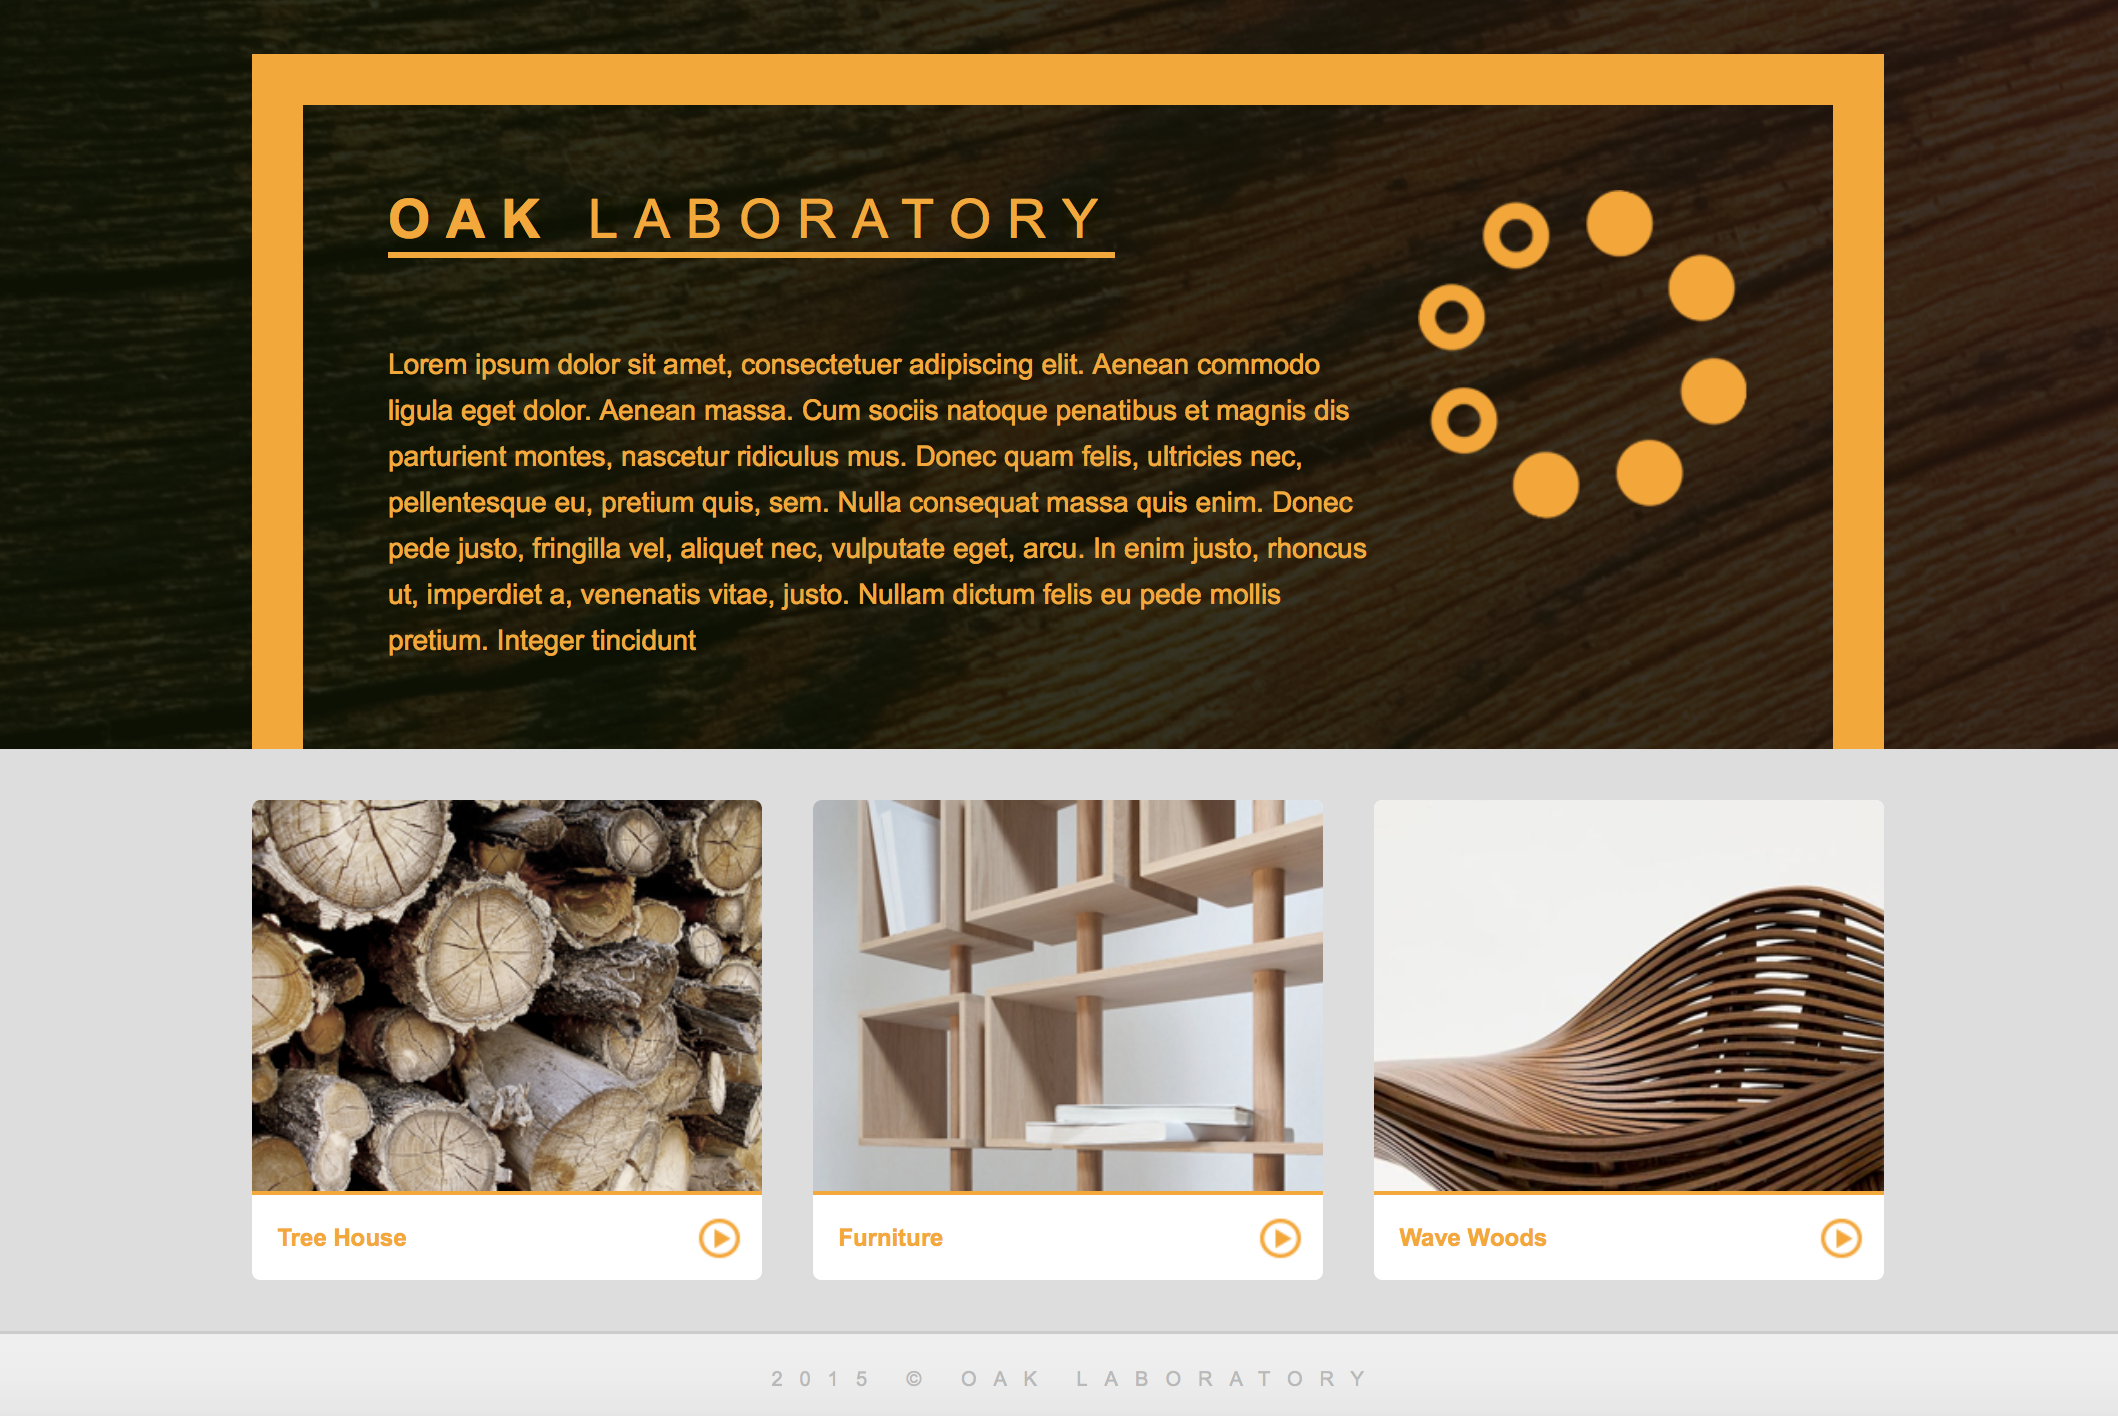 OAK LABORATORY
Lorem ipsum dolor sit amet, consectetuer adipiscing elit. Aenean commodo
ligula eget dolor. Aenean massa. Cum sociis natoque penatibus et magnis dis
parturient montes, nascetur ridiculus mus. Donec quam felis, ultricies nec,
pellentesque eu, pretium quis, sem. Nulla consequat massa quis enim. Donec
pede justo, fringilla vel, aliquet nec, vulputate eget, arcu. In enim justo, rhoncus
ut, imperdiet a, venenatis vitae, justo. Nullam dictum felis eu pede mollis
pretium. Integer tincidunt
Tree House
Furniture
Wave Woods
2015 © OAK LABORATORY